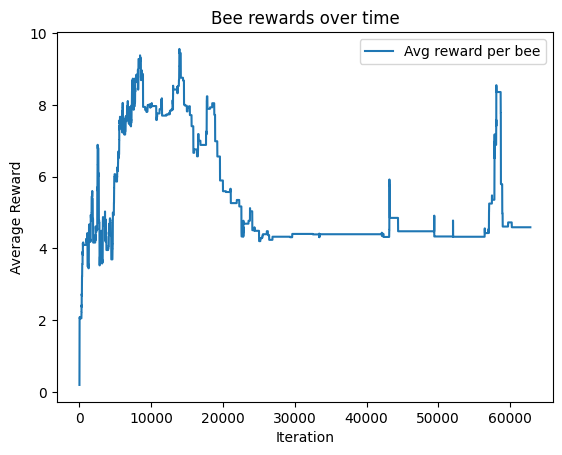 Bee rewards over time
Avg reward per bee
10
8
6
4
2
0
Average Reward
0 10000 20000 30000 40000 50000 60000
Iteration